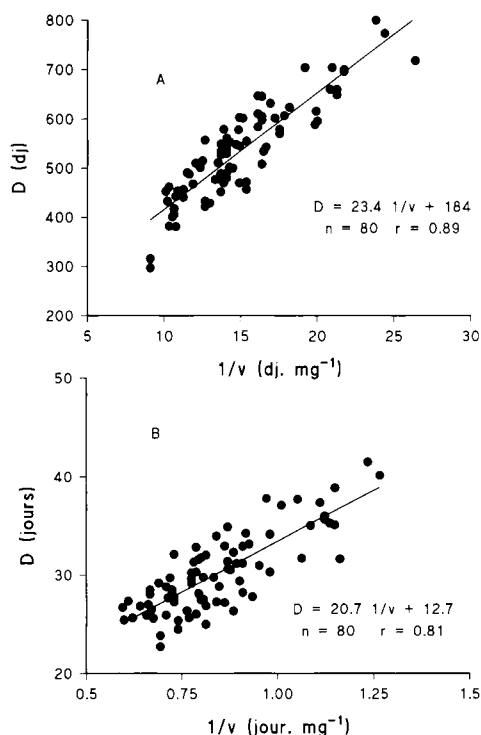 800
A
700
600
D (dj)
500
400
D = 23.4 1/v + 184
n = 80 r = 0.89
300
200
5 10 15 20 25 30
1/v (dj. mg⁻¹)
50
B
40
D (jours)
30
D = 20.7 1/v + 12.7
n = 80 r = 0.81
20
0.5 0.75 1.00 1.25 1.5
1/v (jour. mg⁻¹)